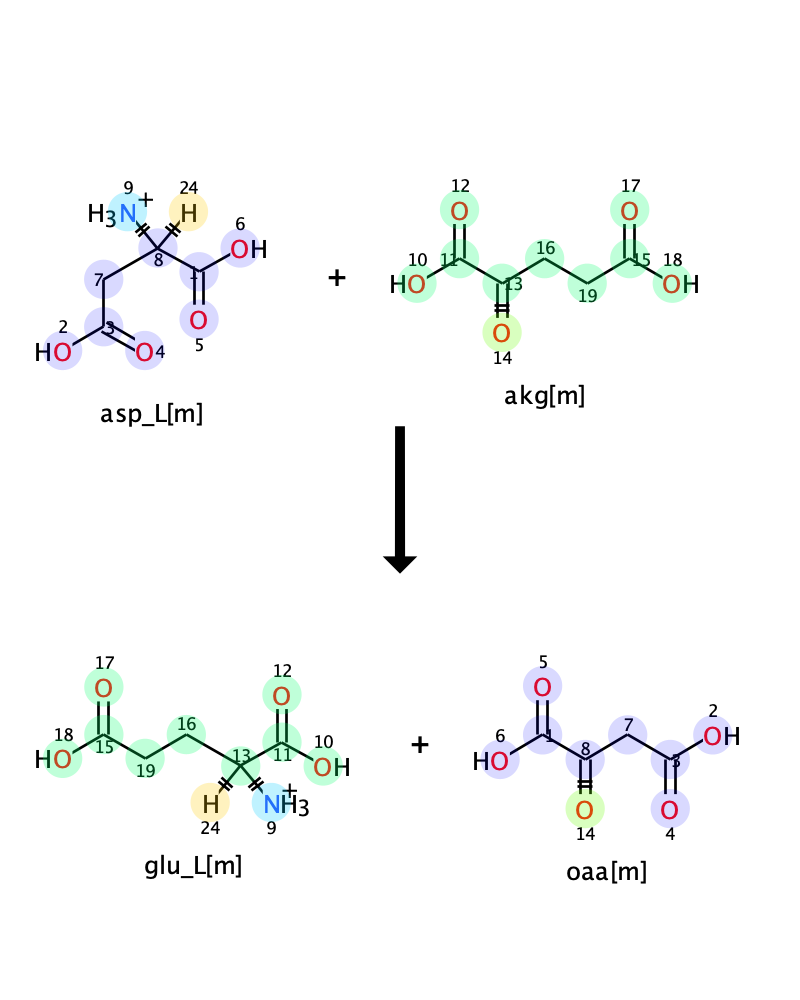 9 + 24
H3N H 6
OH
8
7 1
2 3 O 5
HO O 4
asp_L[m]
+
12 17
O O
10 11 16 15 18
HO 13 19 OH
O
14
akg[m]
17 12
O O
18 15 16 13 11 10
HO 19 OH
H NH3 +
24 9
glu_L[m]
+
5
O
6 1 8 7 3 2
HO OH
O O
14 4
oaa[m]